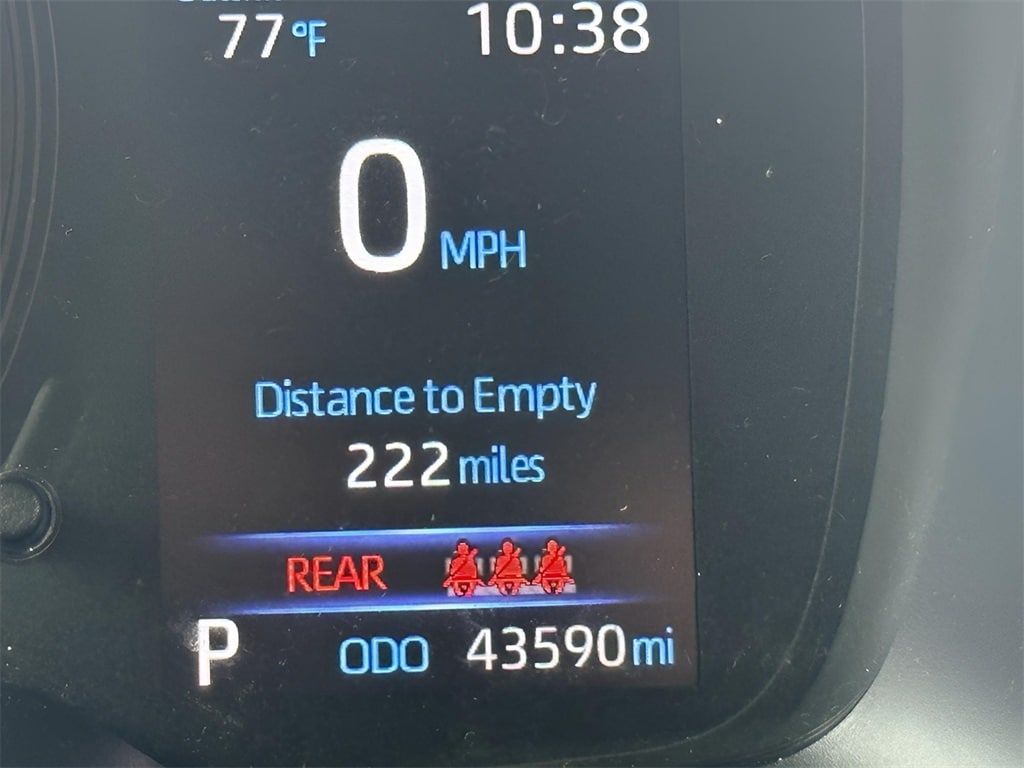 77 °F 10:38
0 MPH
Distance to Empty
222 miles
REAR
P ODO 43590 mi